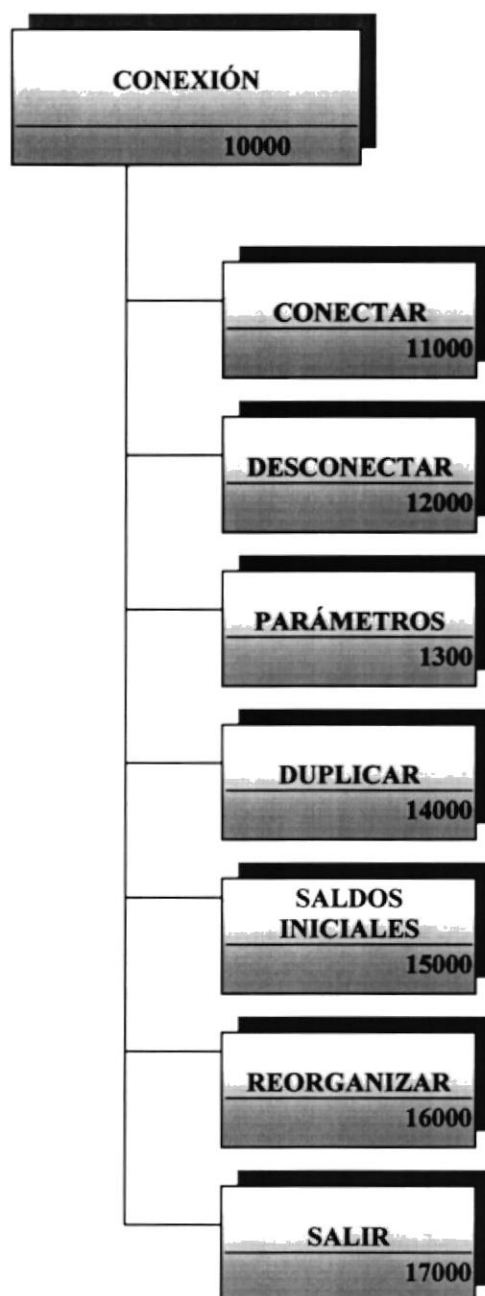 CONEXIÓN
10000
CONECTAR
11000
DESCONECTAR
12000
PARÁMETROS
1300
DUPLICAR
14000
SALDOS
INICIALES
15000
REORGANIZAR
16000
SALIR
17000